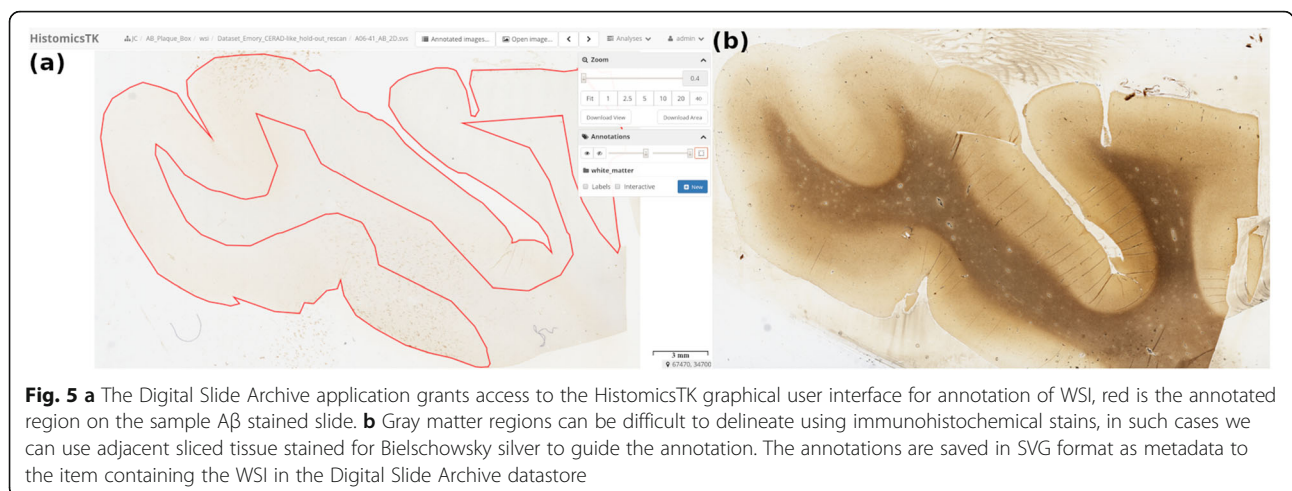 HistomicsTK JC / AB_Plaque_Box / wsi / Dataset_Emory_CERAD-like_hold-out_rescan / A06-41_AB_2D.svs Annotated images... Open image... Analyses admin
(a)
Zoom
0.4
Fit 1 2.5 5 10 20 40
Download View Download Area
Annotations
white_matter
Labels Interactive New
3 mm
67470, 34700
(b)
Fig. 5 a The Digital Slide Archive application grants access to the HistomicsTK graphical user interface for annotation of WSI, red is the annotated
region on the sample Aβ stained slide. b Gray matter regions can be difficult to delineate using immunohistochemical stains, in such cases we
can use adjacent sliced tissue stained for Bielschowsky silver to guide the annotation. The annotations are saved in SVG format as metadata to
the item containing the WSI in the Digital Slide Archive datastore